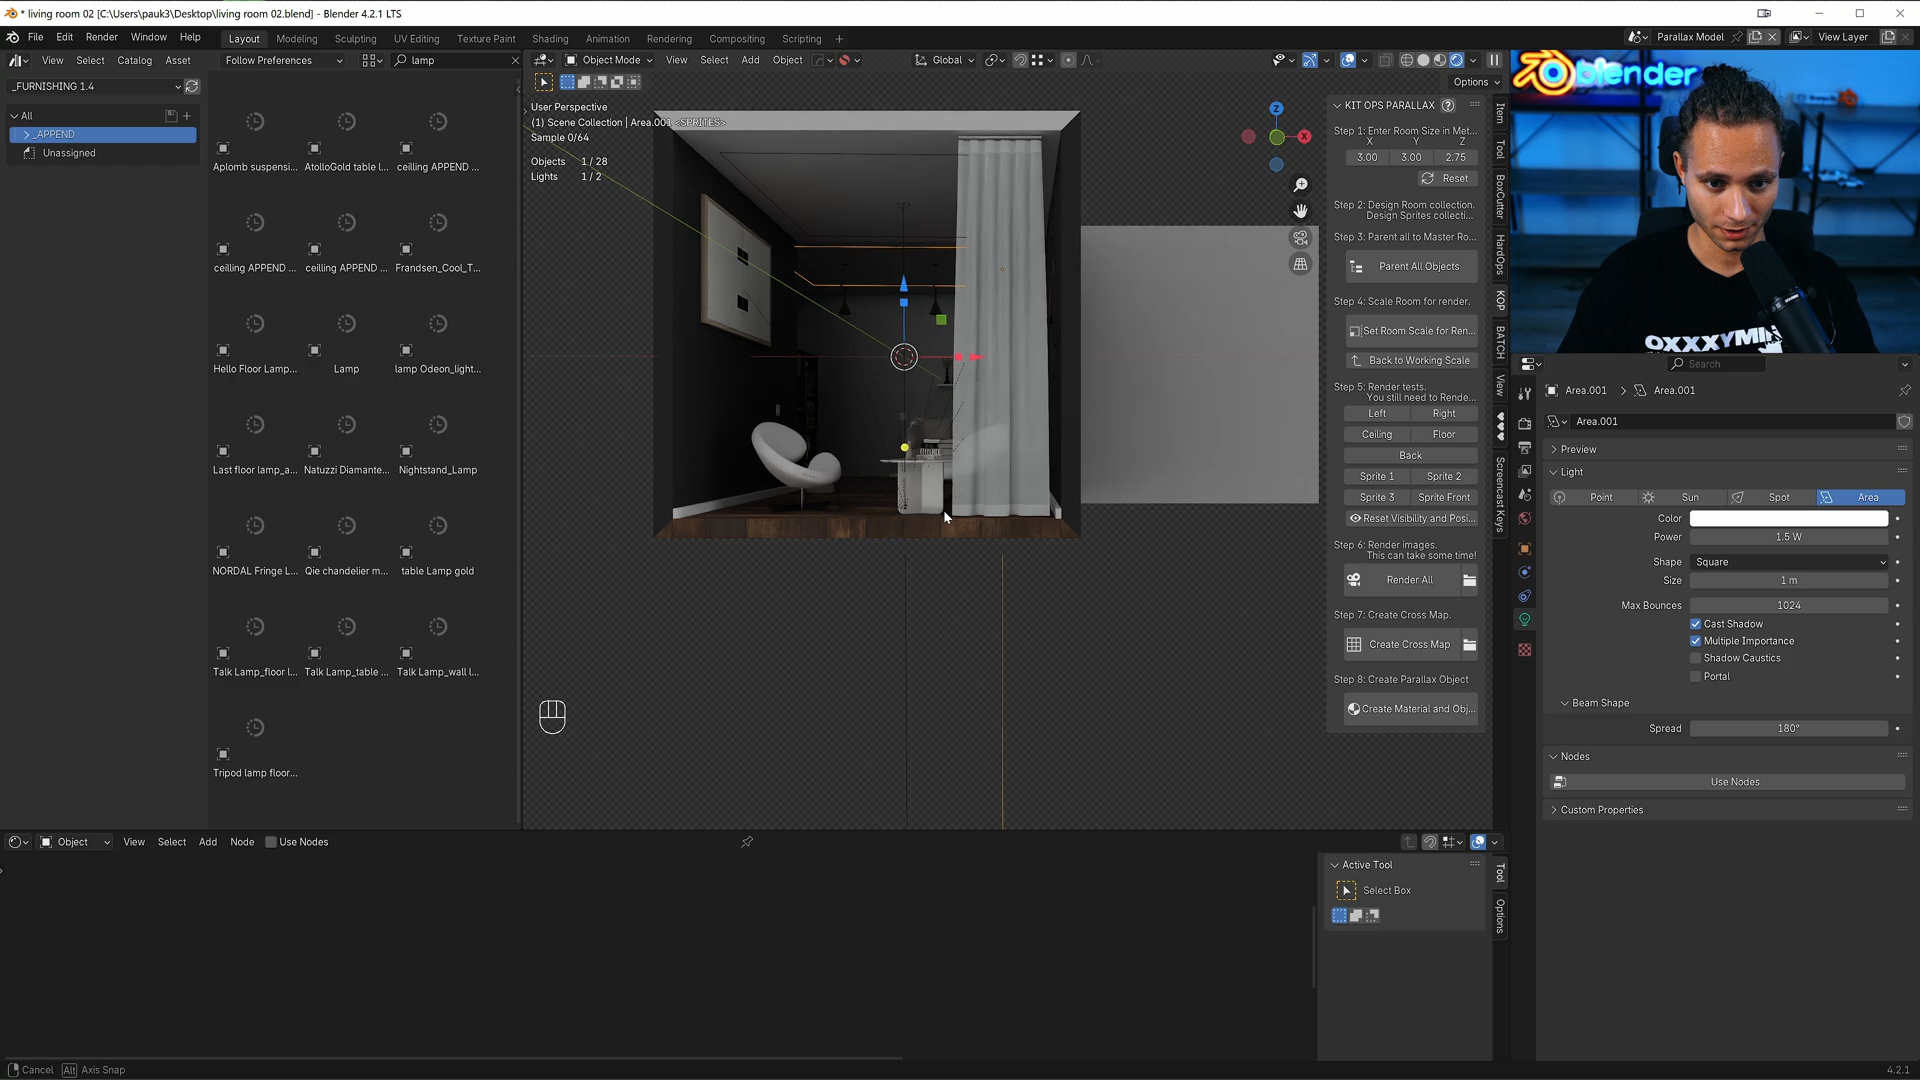 * living room 02 [C:\Users\pauk3\Desktop\living room 02.blend] - Blender 4.2.1 LTS
File Edit Render Window Help Layout Modeling Sculpting UV Editing Texture Paint Shading Animation Rendering Compositing Scripting + Parallax Model View Layer
View Select Catalog Asset Follow Preferences lamp Object Mode View Select Add Object Global
_FURNISHING 1.4
Options
All
_APPEND
Unassigned
Aplomb suspensi... AtolloGold table l... ceilling APPEND ...
ceilling APPEND ... ceilling APPEND ... Frandsen_Cool_T...
Hello Floor Lamp... Lamp lamp Odeon_light...
Last floor lamp_a... Natuzzi Diamante... Nightstand_Lamp
NORDAL Fringe L... Qie chandelier m... table Lamp gold
Talk Lamp_floor l... Talk Lamp_table ... Talk Lamp_wall l...
Tripod lamp floor...
User Perspective
(1) Scene Collection | Area.001 <SPRITES>
Sample 0/64
Objects 1 / 28
Lights 1 / 2
Z
X
KIT OPS PARALLAX ?
Step 1: Enter Room Size in Met...
X Y Z
3.00 3.00 2.75
Reset
Step 2: Design Room collection.
Design Sprites collecti...
Step 3: Parent all to Master Ro...
Parent All Objects
Step 4: Scale Room for render.
Set Room Scale for Ren...
Back to Working Scale
Step 5: Render tests.
You still need to Rende...
Left Right
Ceiling Floor
Back
Sprite 1 Sprite 2
Sprite 3 Sprite Front
Reset Visibility and Posi...
Step 6: Render images.
This can take some time!
Render All
Step 7: Create Cross Map.
Create Cross Map
Step 8: Create Parallax Object
Create Material and Obj...
Item
Tool
BoxCutter
HardOps
KOP
BATCH
View
Screencast Keys
blender
OXXXYMIN
Search
Area.001 > Area.001
Area.001
Preview
Light
Point Sun Spot Area
Color
Power 1.5 W
Shape Square
Size 1 m
Max Bounces 1024
Cast Shadow
Multiple Importance
Shadow Caustics
Portal
Beam Shape
Spread 180°
Nodes
Use Nodes
Custom Properties
Object View Select Add Node Use Nodes
Active Tool
Select Box
Tool
Options
Cancel Alt Axis Snap 4.2.1